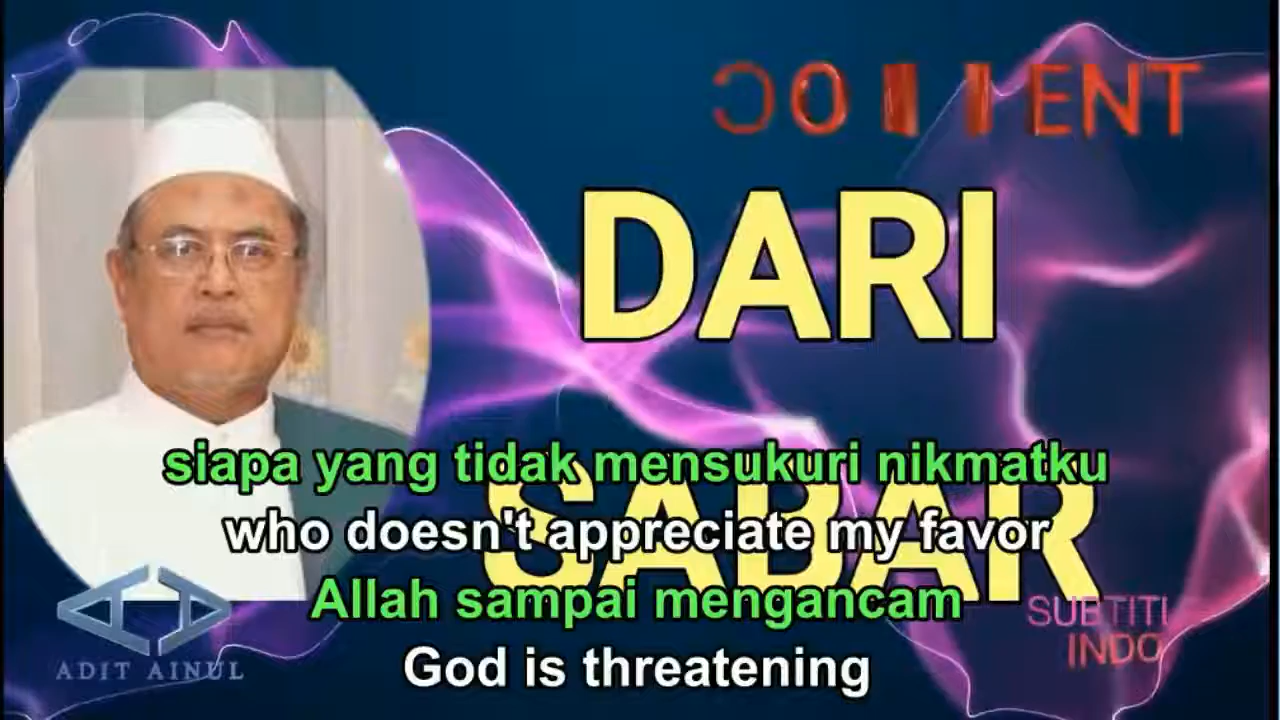 DARI
SABAR
siapa yang tidak mensukuri nikmatku
who doesn't appreciate my favor
Allah sampai mengancam
God is threatening
INDO
ADIT AINUL